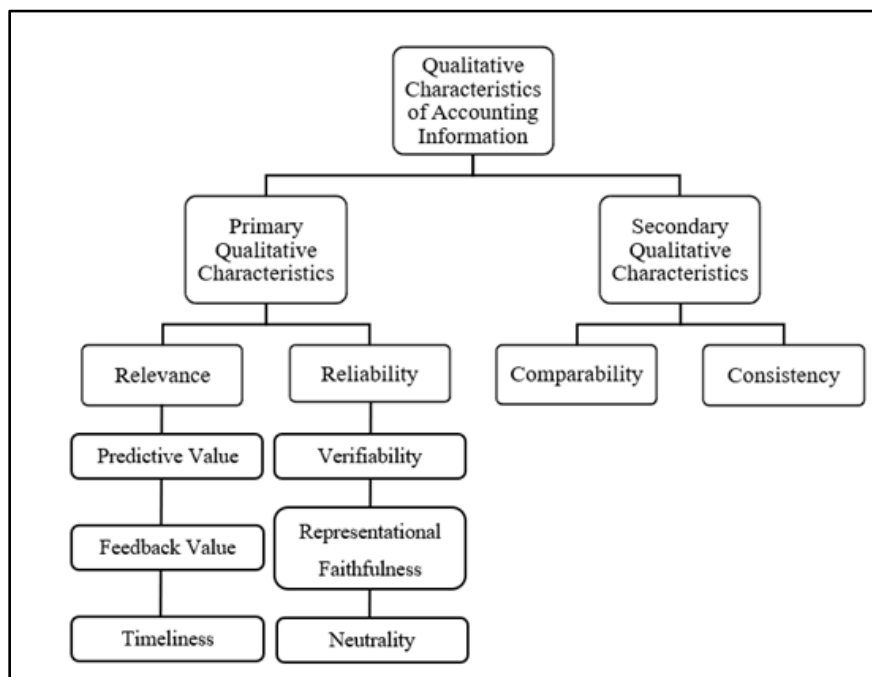 Qualitative
Characteristics
of Accounting
Information
Primary
Qualitative
Characteristics
Secondary
Qualitative
Characteristics
Relevance
Reliability
Comparability
Consistency
Predictive Value
Verifiability
Feedback Value
Representational
Faithfulness
Timeliness
Neutrality